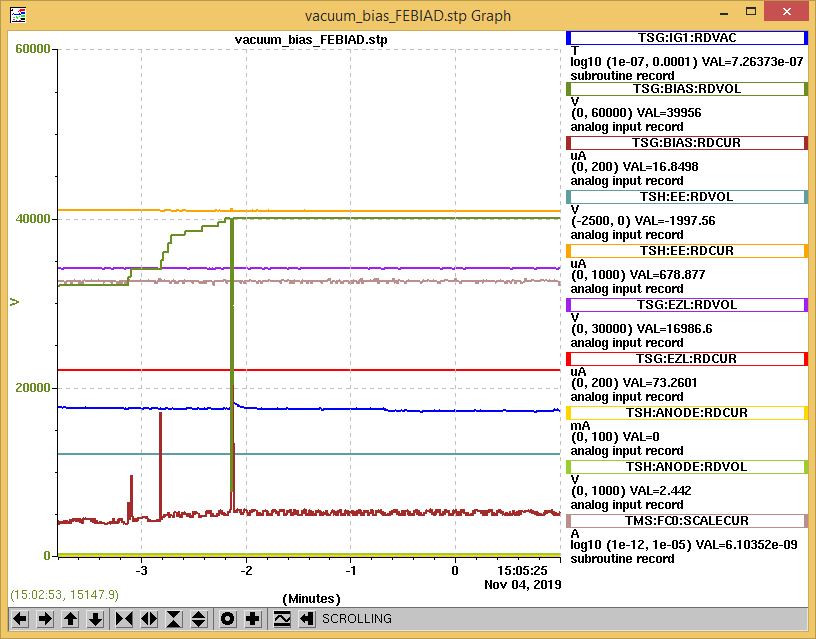 vacuum_bias_FEBIAD.stp Graph
vacuum_bias_FEBIAD.stp
60000
40000
V
20000
0
-3
-2
-1
0
15:05:25
Nov 04, 2019
(15:02:53, 15147.9)
(Minutes)
TSG:IG1:RDVAC
T
log10 (1e-07, 0.0001) VAL=7.26373e-07
subroutine record
TSG:BIAS:RDVOL
V
(0, 60000) VAL=39956
analog input record
TSG:BIAS:RDCUR
uA
(0, 200) VAL=16.8498
analog input record
TSH:EE:RDVOL
V
(-2500, 0) VAL=-1997.56
analog input record
TSH:EE:RDCUR
uA
(0, 1000) VAL=678.877
analog input record
TSG:EZL:RDVOL
V
(0, 30000) VAL=16986.6
analog input record
TSG:EZL:RDCUR
uA
(0, 200) VAL=73.2601
analog input record
TSH:ANODE:RDCUR
mA
(0, 100) VAL=0
analog input record
TSH:ANODE:RDVOL
V
(0, 1000) VAL=2.442
analog input record
TMS:FC0:SCALECUR
A
log10 (1e-12, 1e-05) VAL=6.10352e-09
subroutine record
SCROLLING